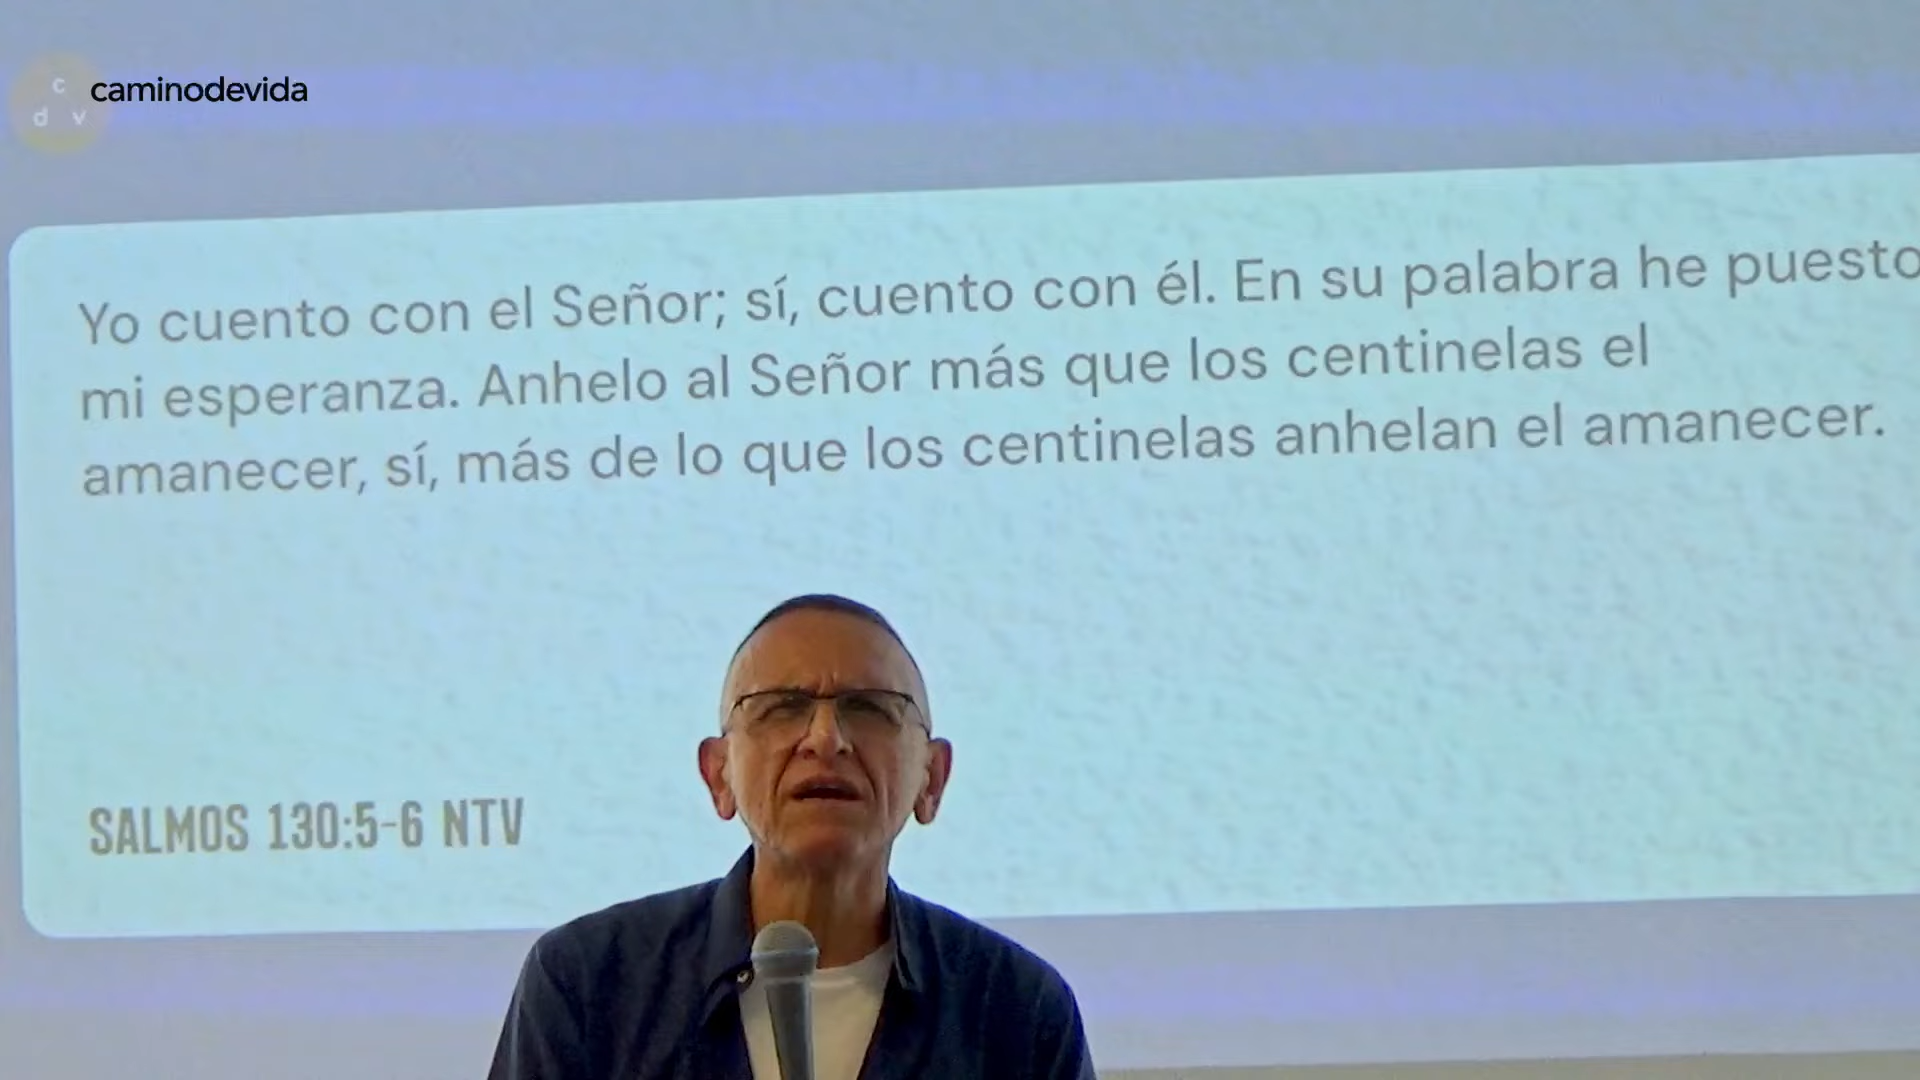 c
d v
caminodevida
Yo cuento con el Señor; sí, cuento con él. En su palabra he puesto
mi esperanza. Anhelo al Señor más que los centinelas el
amanecer, sí, más de lo que los centinelas anhelan el amanecer.
SALMOS 130:5-6 NTV